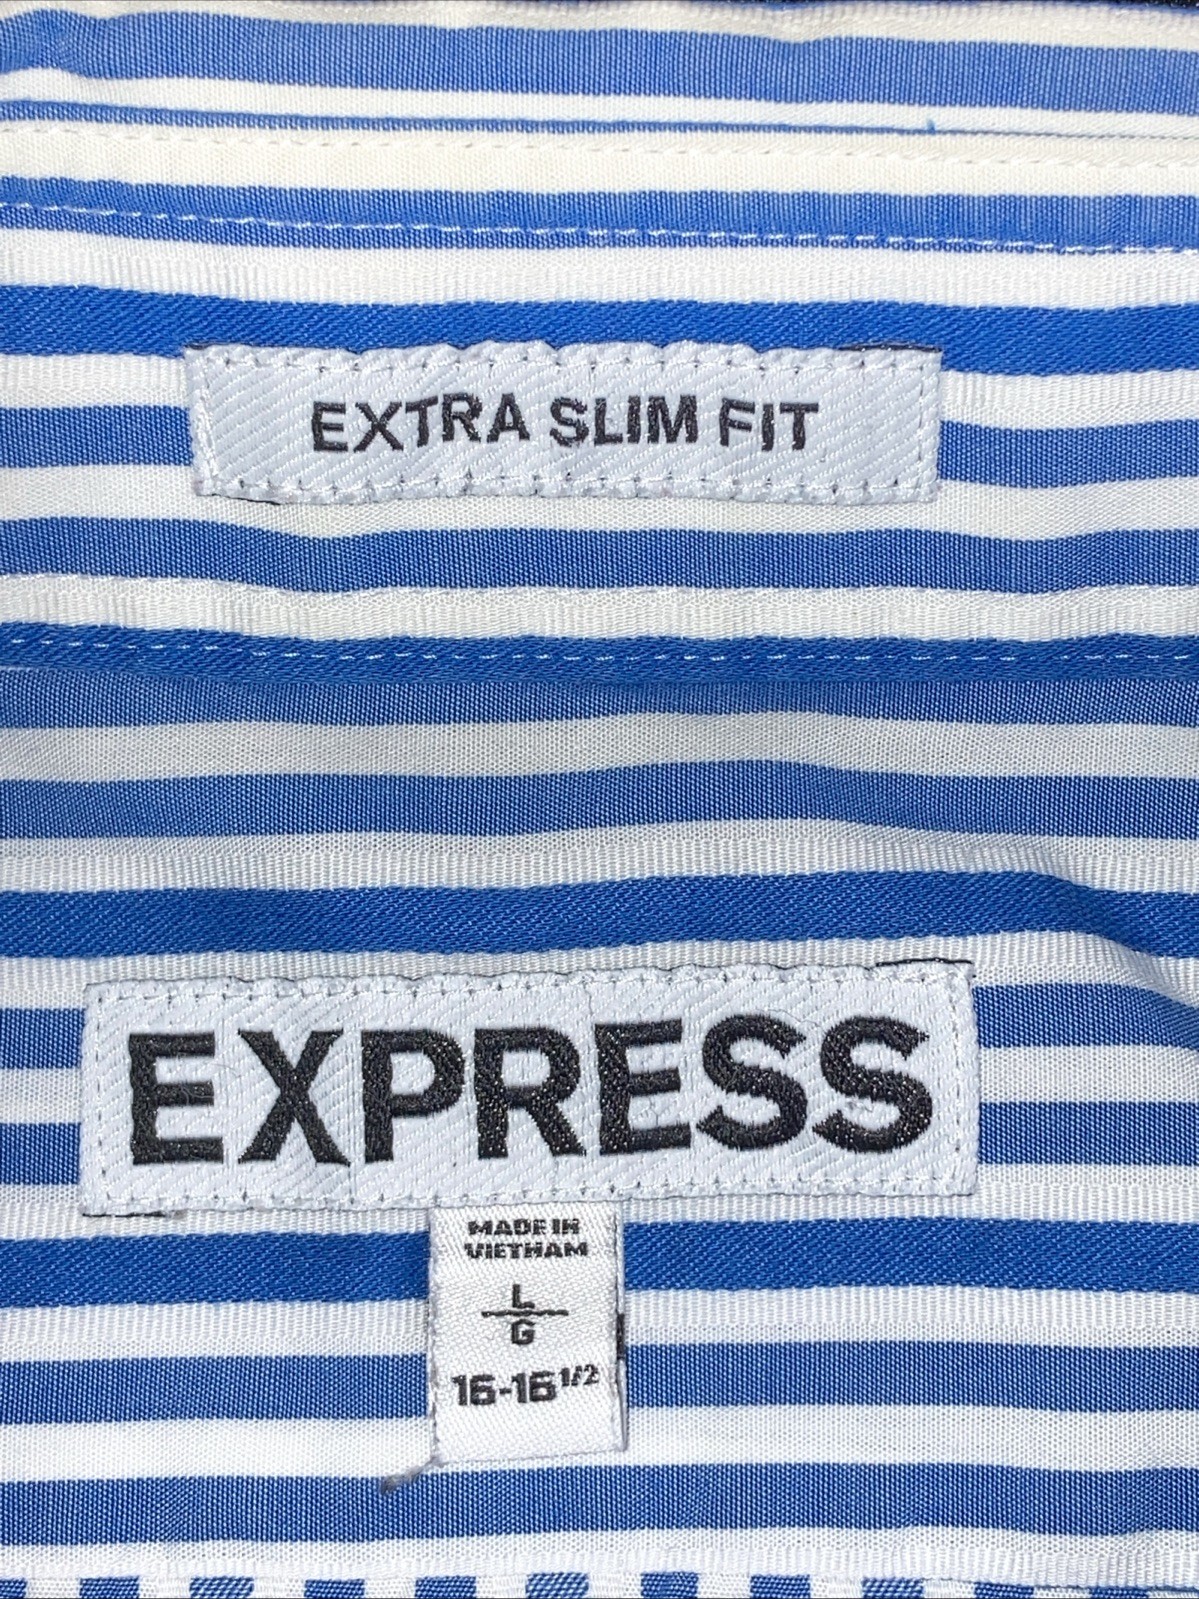 EXTRA SLIM FIT
EXPRESS
MADE IN
VIETNAM
L
G
16-16 1/2